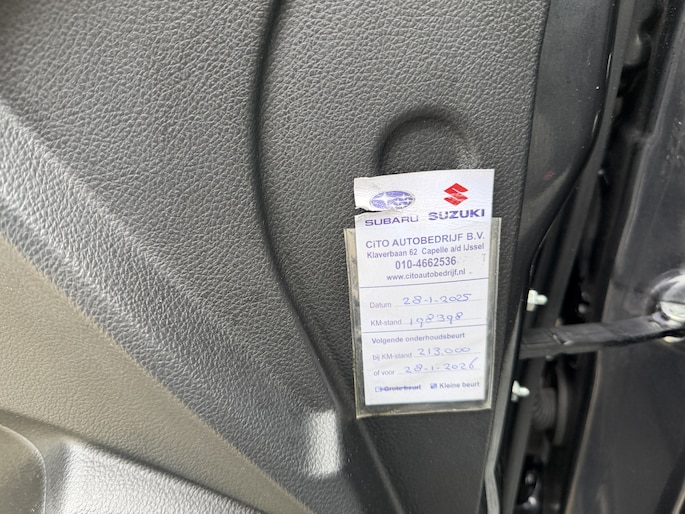 SUBARU SUZUKI
CITO AUTOBEDRIJF B.V.
Klaverbaan 62 Capelle a/d IJssel
010-4662536
www.citoautobedrijf.nl
Datum 28-1-2025
KM-stand 198398
Volgende onderhoudsbeurt
bij KM-stand 213.000
of voor 28-1-2026
Grote beurt Kleine beurt